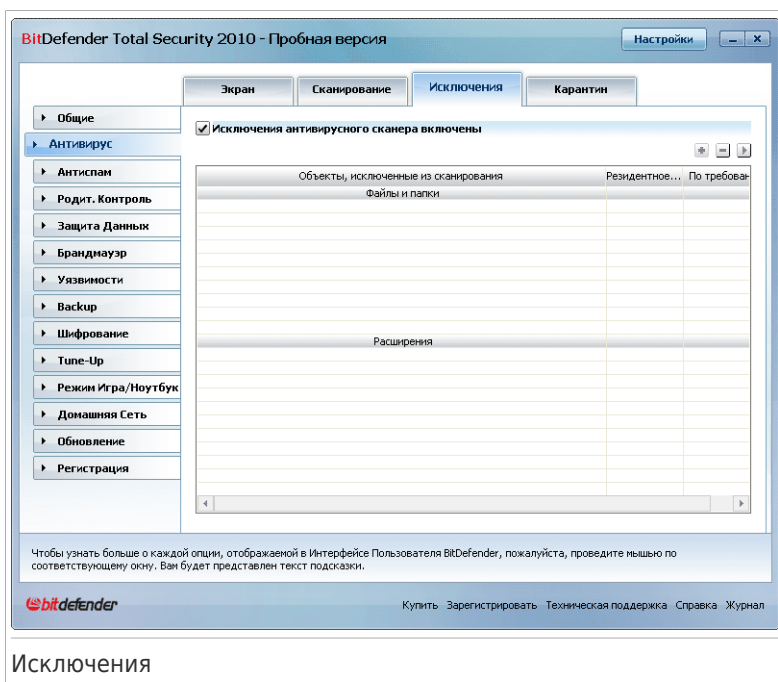 BitDefender Total Security 2010 - Пробная версия
Настройки
Экран Сканирование Исключения Карантин
Общие
Антивирус
Антиспам
Родит. Контроль
Защита Данных
Брандмауэр
Уязвимости
Backup
Шифрование
Tune-Up
Режим Игра/Ноутбук
Домашняя Сеть
Обновление
Регистрация
Исключения антивирусного сканера включены
Объекты, исключенные из сканирования Резидентное... По требован
Файлы и папки
Расширения
Чтобы узнать больше о каждой опции, отображаемой в Интерфейсе Пользователя BitDefender, пожалуйста, проведите мышью по
соответствующему окну. Вам будет представлен текст подсказки.
bitdefender
Купить Зарегистрировать Техническая поддержка Справка Журнал
Исключения